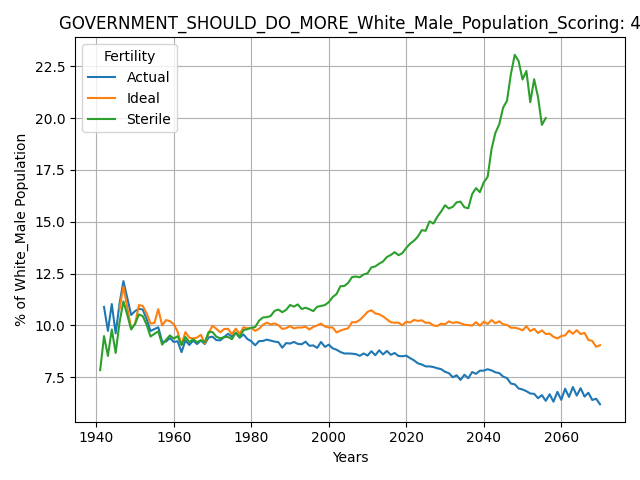 GOVERNMENT_SHOULD_DO_MORE_White_Male_Population_Scoring: 4
Fertility
Actual
Ideal
Sterile
% of White_Male Population
22.5
20.0
17.5
15.0
12.5
10.0
7.5
1940 1960 1980 2000 2020 2040 2060
Years